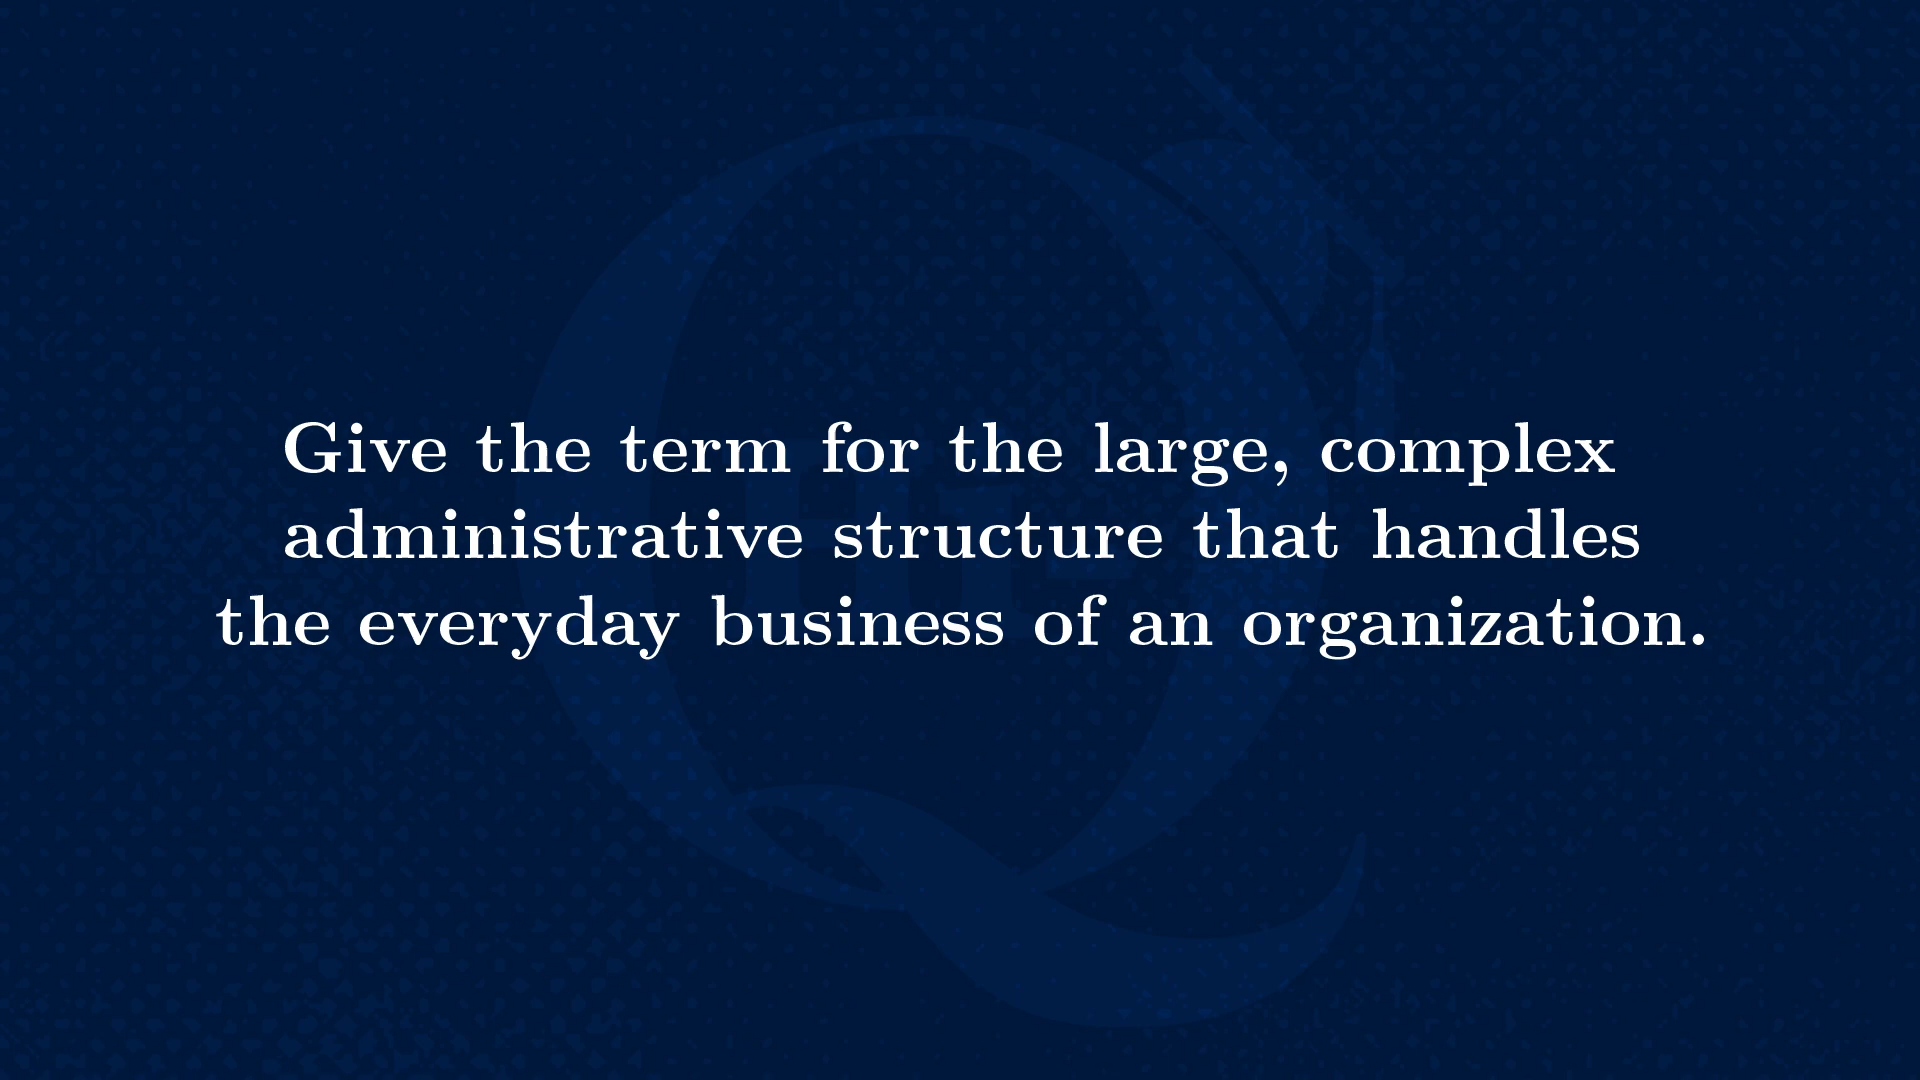 Give the term for the large, complex
administrative structure that handles
the everyday business of an organization.